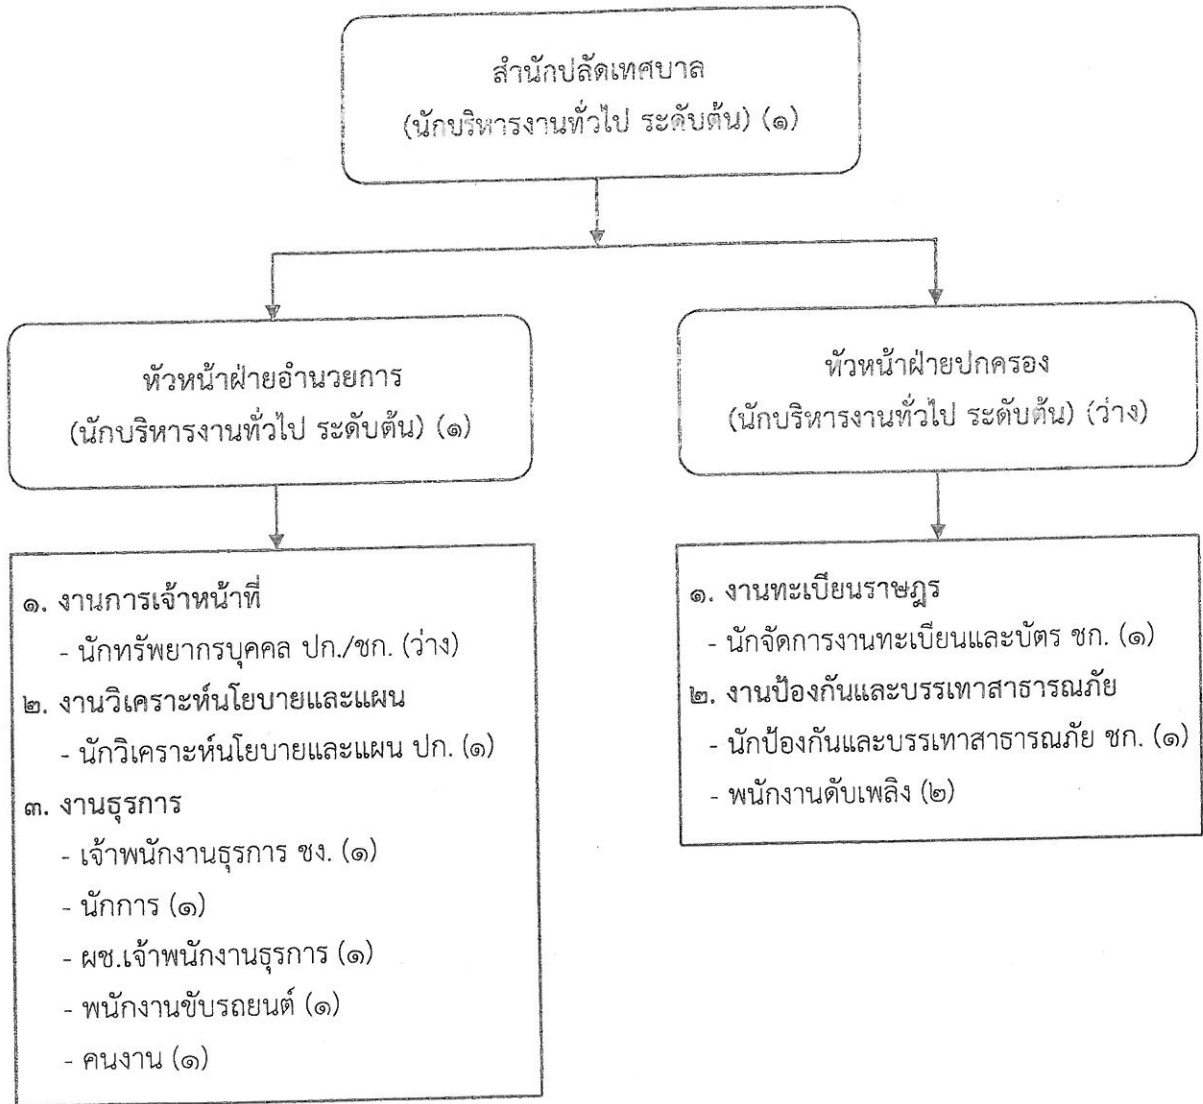 สำนักปลัดเทศบาล
(นักบริหารงานทั่วไป ระดับต้น) (๑)
หัวหน้าฝ่ายอำนวยการ
(นักบริหารงานทั่วไป ระดับต้น) (๑)
หัวหน้าฝ่ายปกครอง
(นักบริหารงานทั่วไป ระดับต้น) (ว่าง)
๑. งานการเจ้าหน้าที่
- นักทรัพยากรบุคคล ปก./ชก. (ว่าง)
๒. งานวิเคราะห์นโยบายและแผน
- นักวิเคราะห์นโยบายและแผน ปก. (๑)
๓. งานธุรการ
- เจ้าพนักงานธุรการ ชง. (๑)
- นักการ (๑)
- ผช.เจ้าพนักงานธุรการ (๑)
- พนักงานขับรถยนต์ (๑)
- คนงาน (๑)
๑. งานทะเบียนราษฎร
- นักจัดการงานทะเบียนและบัตร ชก. (๑)
๒. งานป้องกันและบรรเทาสาธารณภัย
- นักป้องกันและบรรเทาสาธารณภัย ชก. (๑)
- พนักงานดับเพลิง (๒)